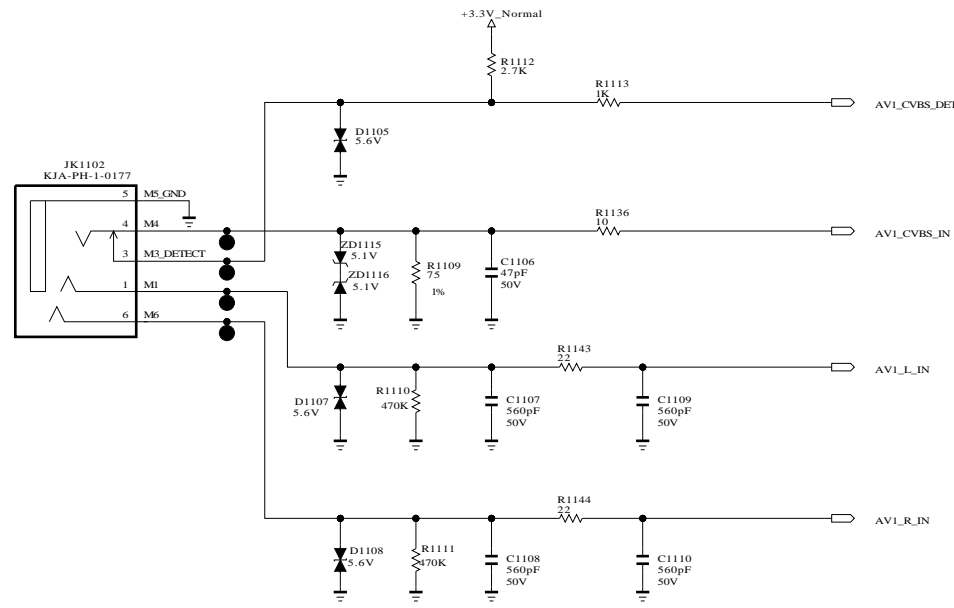 +3.3V_Normal
R1112
2.7K
R1113
1K
AV1_CVBS_DET
D1105
5.6V
JK1102
KJA-PH-1-0177
5 M5_GND
4 M4
3 M3_DETECT
1 M1
6 M6
R1136
10
AV1_CVBS_IN
ZD1115
5.1V
ZD1116
5.1V
R1109
75
1%
C1106
47pF
50V
R1143
22
AV1_L_IN
D1107
5.6V
R1110
470K
C1107
560pF
50V
C1109
560pF
50V
R1144
22
AV1_R_IN
D1108
5.6V
R1111
470K
C1108
560pF
50V
C1110
560pF
50V